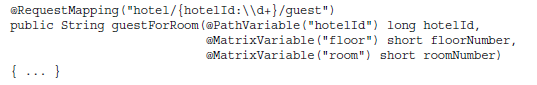 @RequestMapping("hotel/{hotelId:\\d+}/guest")
public String guestForRoom(@PathVariable("hotelId") long hotelId,
                           @MatrixVariable("floor") short floorNumber,
                           @MatrixVariable("room") short roomNumber)
{ ... }